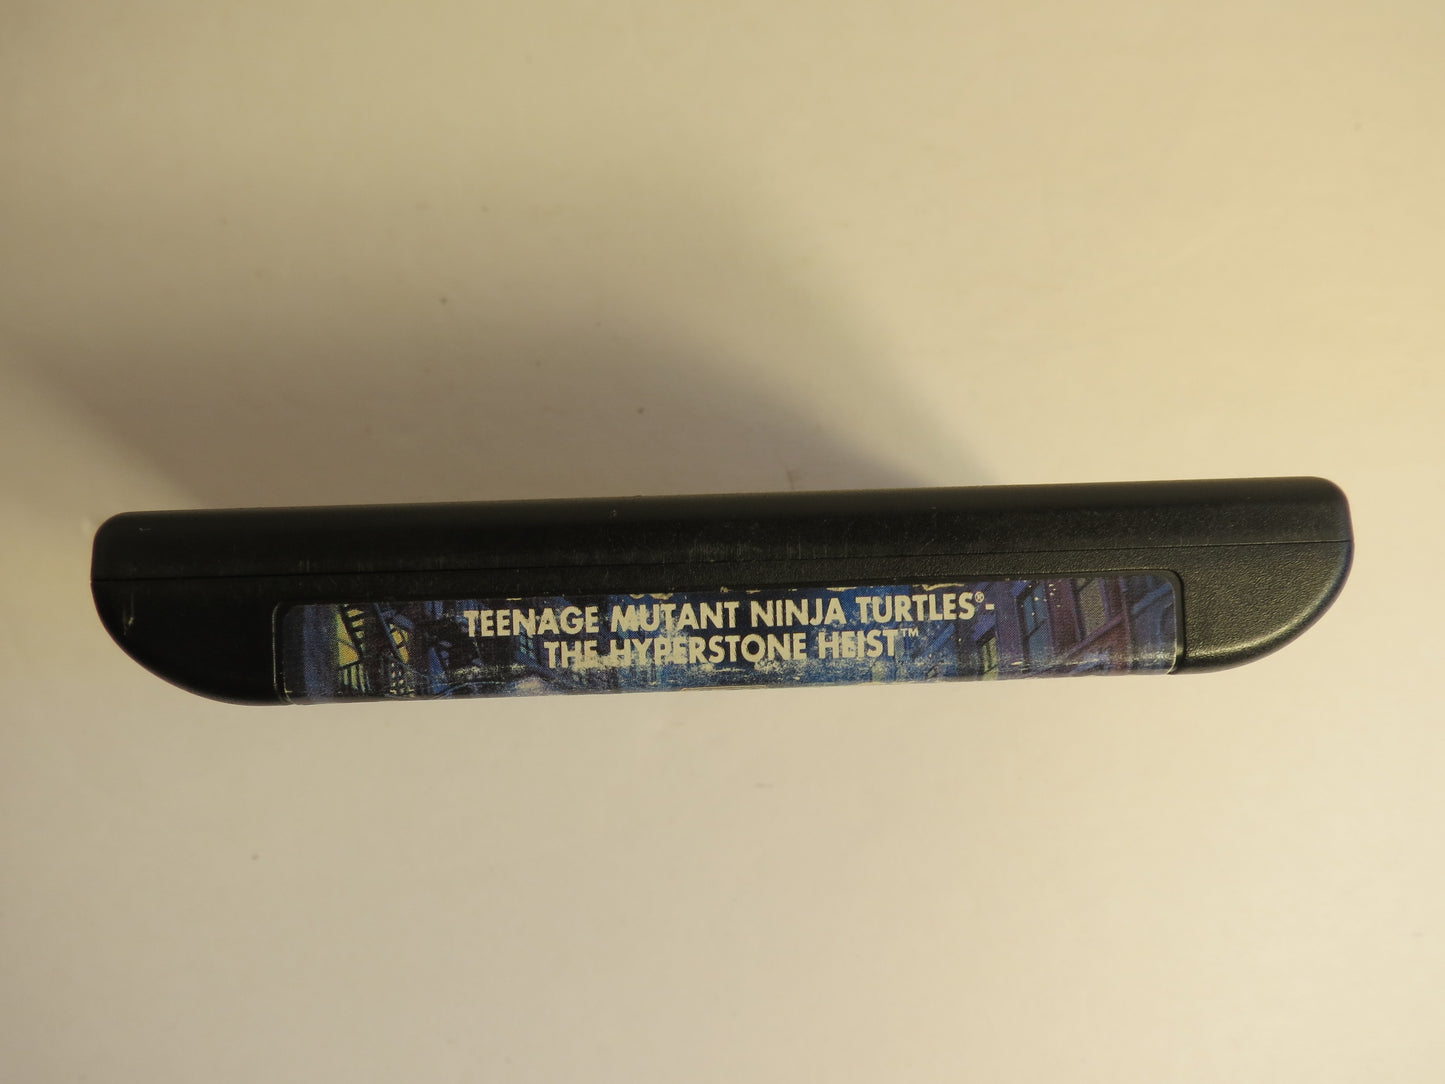 TEENAGE MUTANT NINJA TURTLES®-
THE HYPERSTONE HEIST™